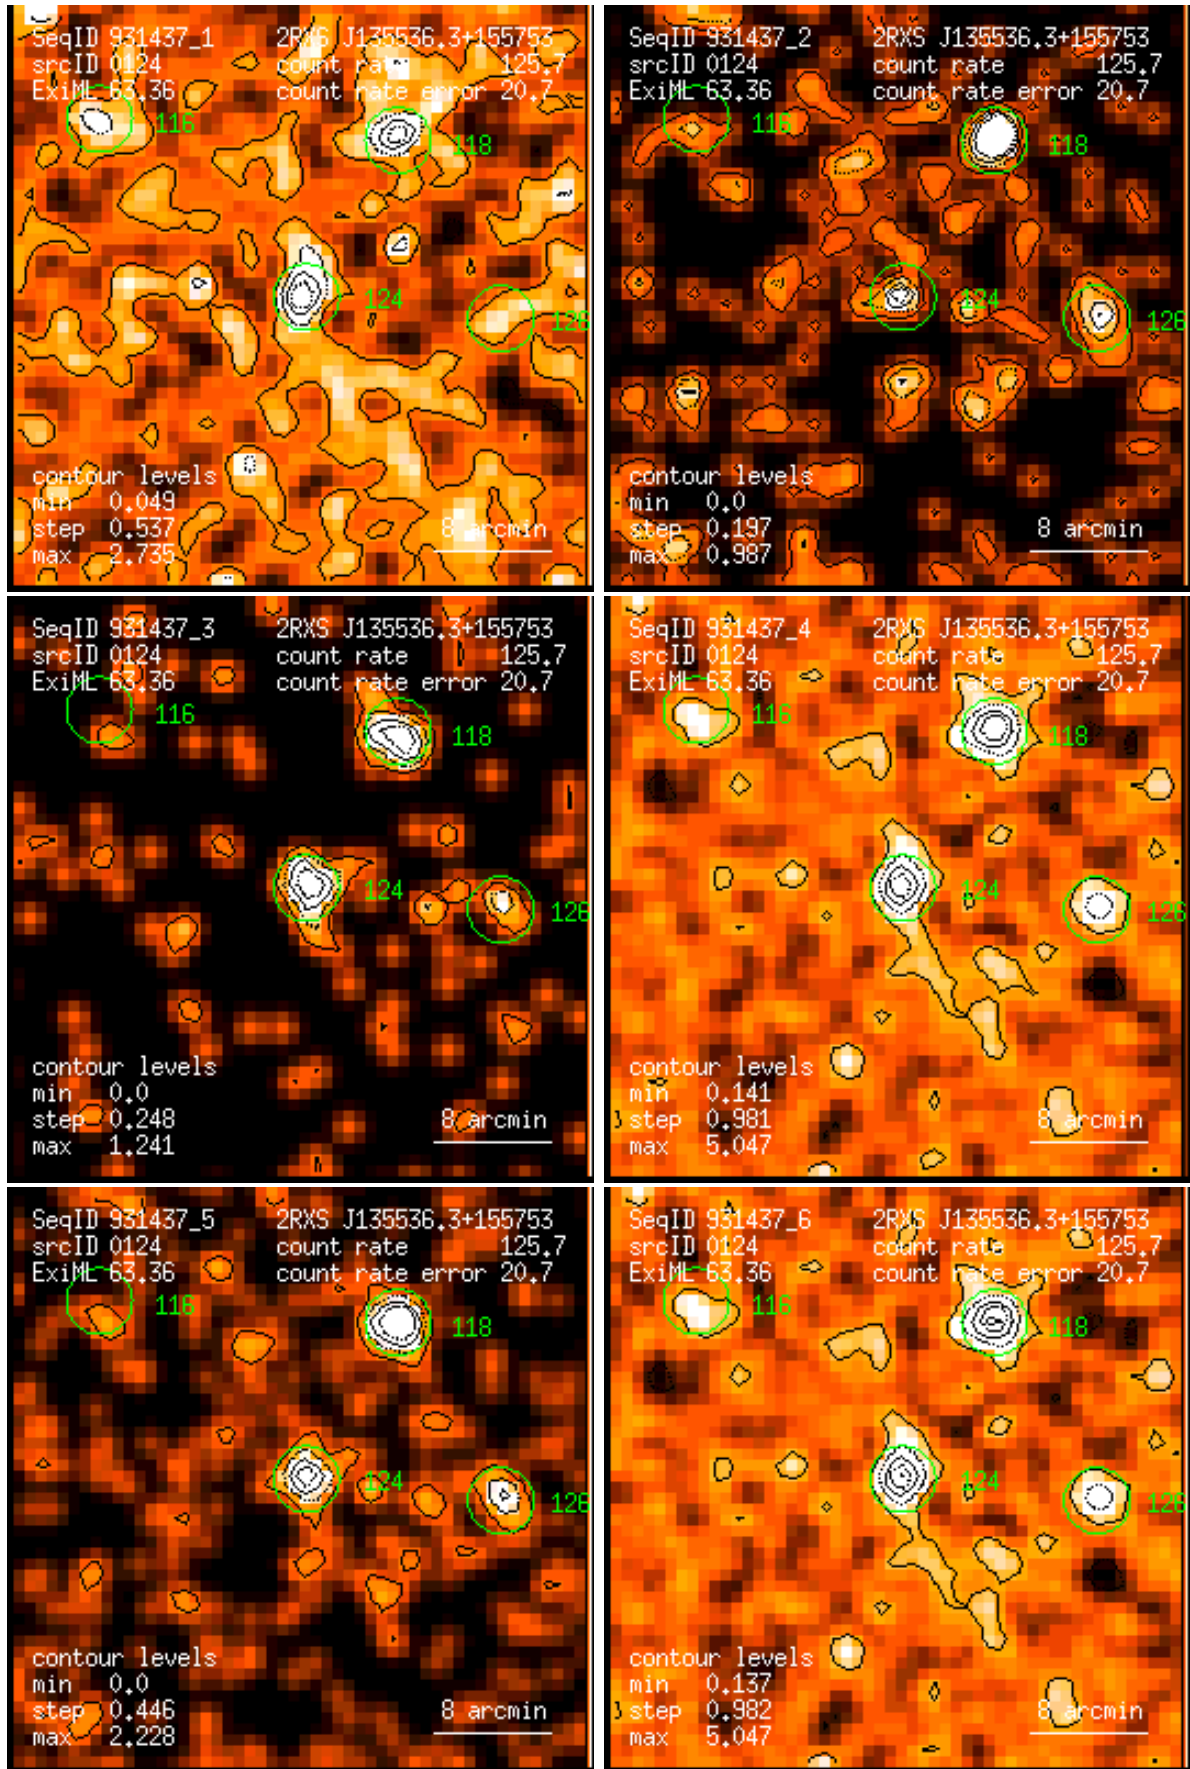 SeqID 931437_1 2RXS J135536.3+155753
srcID 0124 count rate 125.7
ExiML 63.36 count rate error 20.7
116
118
124
126
contour levels
min 0.049
step 0.537
max 2.735
8 arcmin
SeqID 931437_2 2RXS J135536.3+155753
srcID 0124 count rate 125.7
ExiML 63.36 count rate error 20.7
116
118
124
126
contour levels
min 0.0
step 0.197
max 0.987
8 arcmin
SeqID 931437_3 2RXS J135536.3+155753
srcID 0124 count rate 125.7
ExiML 63.36 count rate error 20.7
116
118
124
126
contour levels
min 0.0
step 0.248
max 1.241
8 arcmin
SeqID 931437_4 2RXS J135536.3+155753
srcID 0124 count rate 125.7
ExiML 63.36 count rate error 20.7
116
118
124
126
contour levels
min 0.141
step 0.981
max 5.047
8 arcmin
SeqID 931437_5 2RXS J135536.3+155753
srcID 0124 count rate 125.7
ExiML 63.36 count rate error 20.7
116
118
124
126
contour levels
min 0.0
step 0.446
max 2.228
8 arcmin
SeqID 931437_6 2RXS J135536.3+155753
srcID 0124 count rate 125.7
ExiML 63.36 count rate error 20.7
116
118
124
126
contour levels
min 0.137
step 0.982
max 5.047
8 arcmin